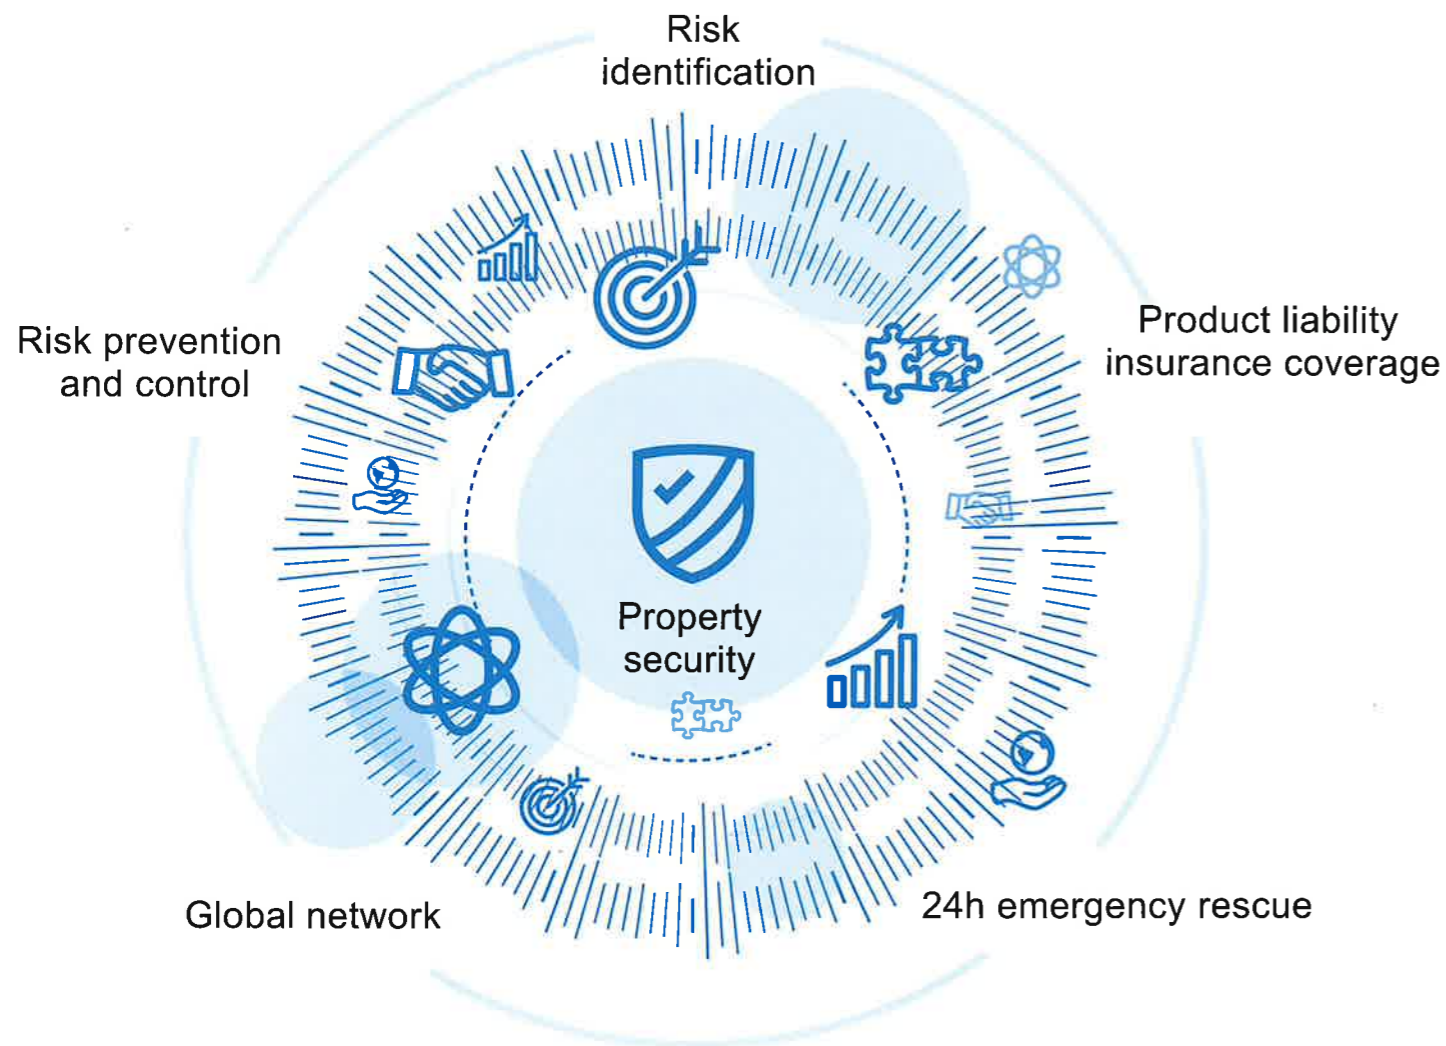 Risk
identification
Product liability
insurance coverage
Risk prevention
and control
Property
security
Global network
24h emergency rescue